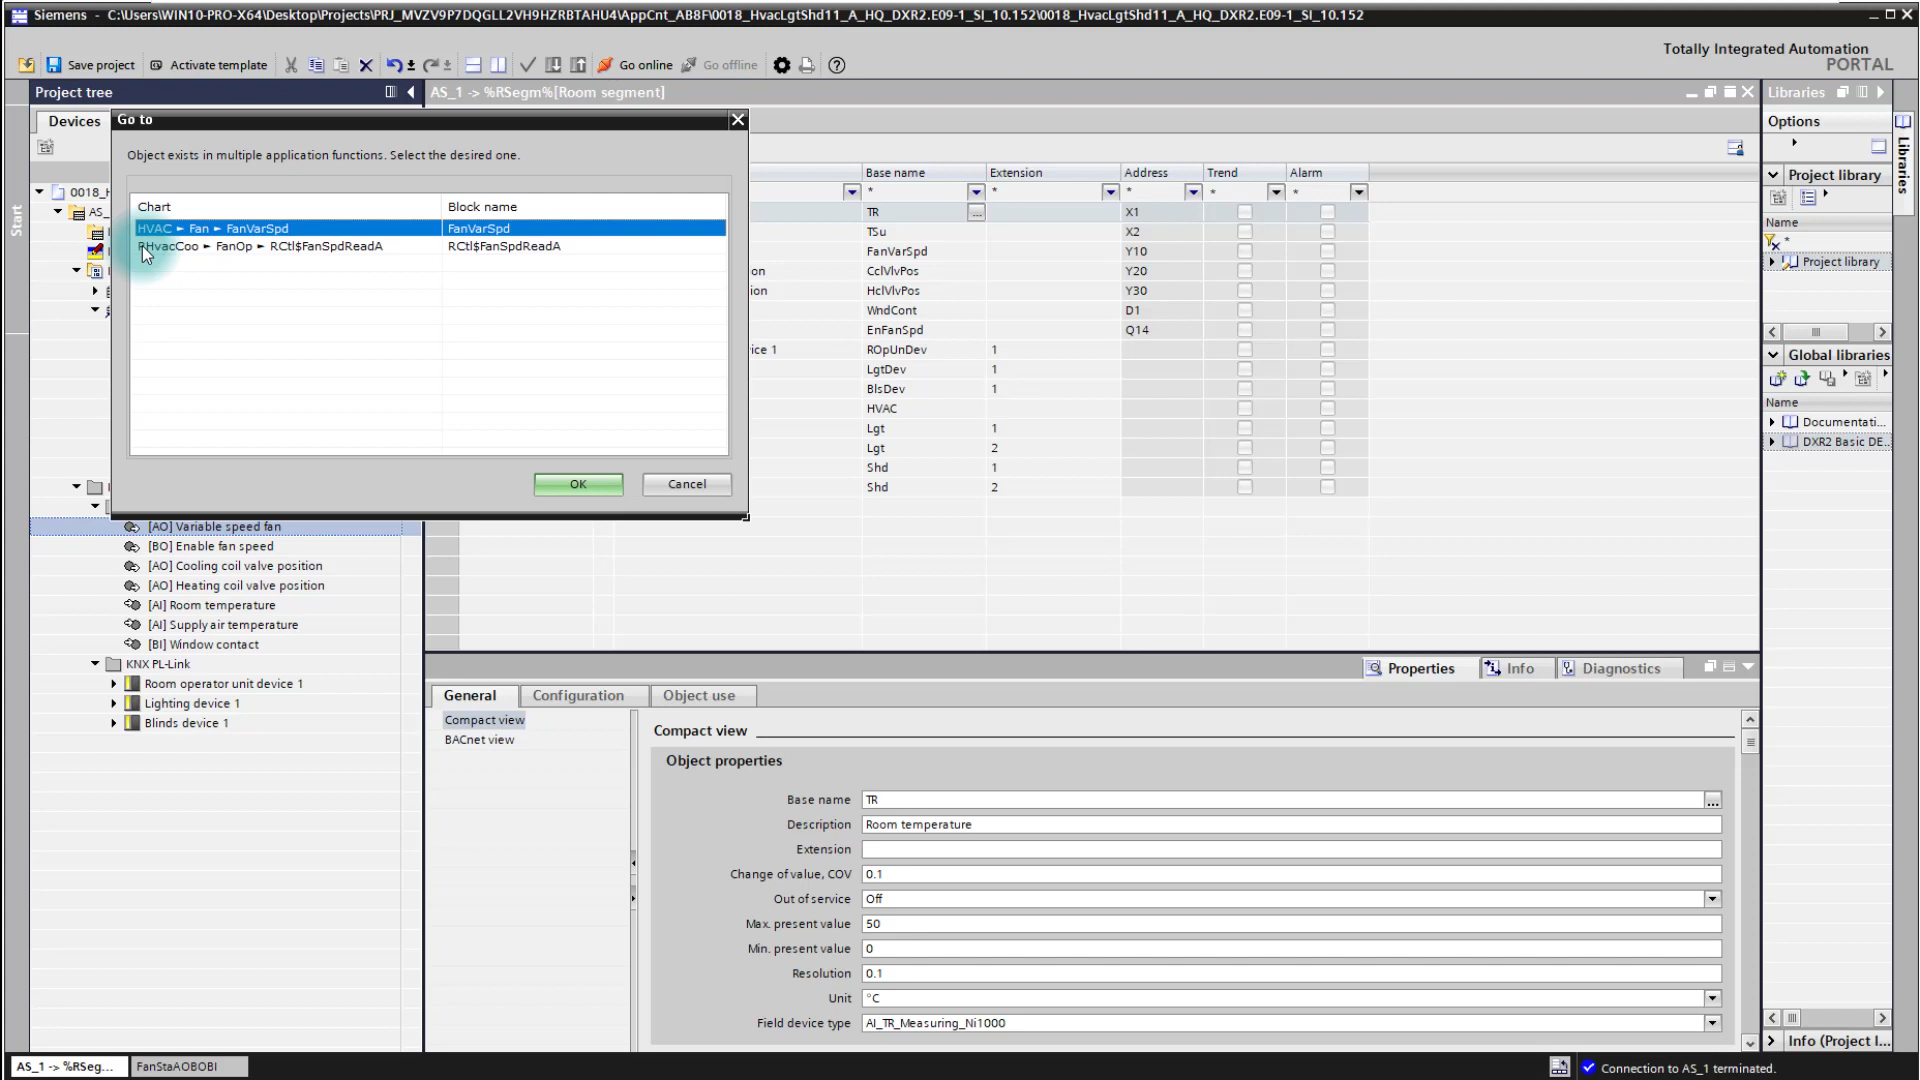 Siemens - C:\Users\WIN10-PRO-X64\Desktop\Projects\PRJ_MVZV9P7DQGLL2VH9HZRBTAHU4\AppCnt_AB8F\0018_HvacLgtShd11_A_HQ_DXR2.E09-1_SI_10.152\0018_HvacLgtShd11_A_HQ_DXR2.E09-1_SI_10.152
Totally Integrated Automation
PORTAL
Save project
Activate template
Go online
Go offline
Project tree
AS_1 -> %RSegm%[Room segment]
Libraries
Devices
Go to
Options
Object exists in multiple application functions. Select the desired one.
Base name Extension Address Trend Alarm
Project library
0018_H
* * * * *
Chart Block name
TR ... X1
Name
AS_
HVAC ► Fan ► FanVarSpd FanVarSpd
TSu X2
*
RHvacCoo ► FanOp ► RCtl$FanSpdReadA RCtl$FanSpdReadA
FanVarSpd Y10
Project library
on CclVlvPos Y20
ion HclVlvPos Y30
WndCont D1
EnFanSpd Q14
ice 1 ROpUnDev 1
Global libraries
LgtDev 1
BlsDev 1
HVAC
Name
Lgt 1
Documentati...
Lgt 2
DXR2 Basic DE...
Shd 1
Shd 2
OK Cancel
Start
Libraries
[AO] Variable speed fan
[BO] Enable fan speed
[AO] Cooling coil valve position
[AO] Heating coil valve position
[AI] Room temperature
[AI] Supply air temperature
[BI] Window contact
KNX PL-Link
Room operator unit device 1
Lighting device 1
Blinds device 1
Properties Info Diagnostics
General Configuration Object use
Compact view
BACnet view
Compact view
Object properties
Base name TR ...
Description Room temperature
Extension
Change of value, COV 0.1
Out of service Off
Max. present value 50
Min. present value 0
Resolution 0.1
Unit °C
Field device type AI_TR_Measuring_Ni1000
Info (Project l...
AS_1 -> %RSeg... FanStaAOBOBI
Connection to AS_1 terminated.